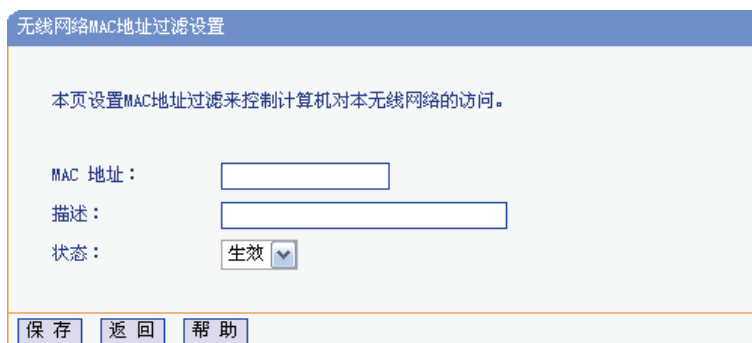 无线网络MAC地址过滤设置
本页设置MAC地址过滤来控制计算机对本无线网络的访问。
MAC 地址：
描述：
状态： 生效
保 存 返 回 帮 助